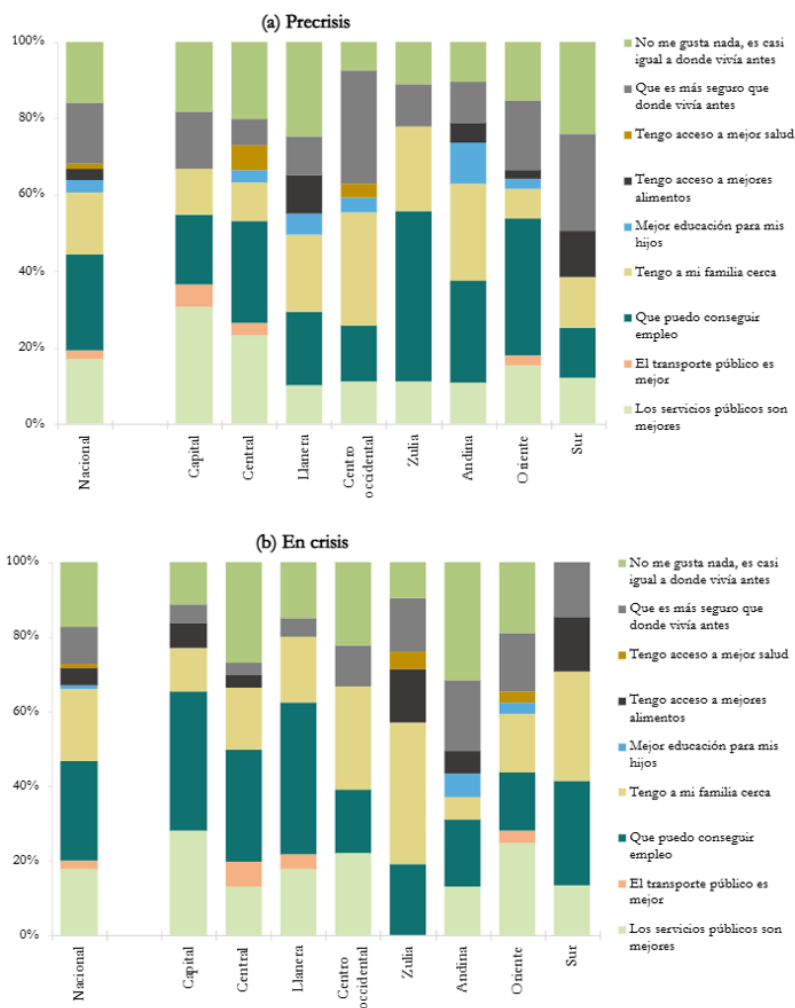 (a) Precrisis
100%
80%
60%
40%
20%
0%
Nacional
Capital
Central
Llanera
Centro
occidental
Zulia
Andina
Oriente
Sur
No me gusta nada, es casi
igual a donde vivía antes
Que es más seguro que
donde vivía antes
Tengo acceso a mejor salud
Tengo acceso a mejores
alimentos
Mejor educación para mis
hijos
Tengo a mi familia cerca
Que puedo conseguir
empleo
El transporte público es
mejor
Los servicios públicos son
mejores
(b) En crisis
100%
80%
60%
40%
20%
0%
Nacional
Capital
Central
Llanera
Centro
occidental
Zulia
Andina
Oriente
Sur
No me gusta nada, es casi
igual a donde vivía antes
Que es más seguro que
donde vivía antes
Tengo acceso a mejor salud
Tengo acceso a mejores
alimentos
Mejor educación para mis
hijos
Tengo a mi familia cerca
Que puedo conseguir
empleo
El transporte público es
mejor
Los servicios públicos son
mejores